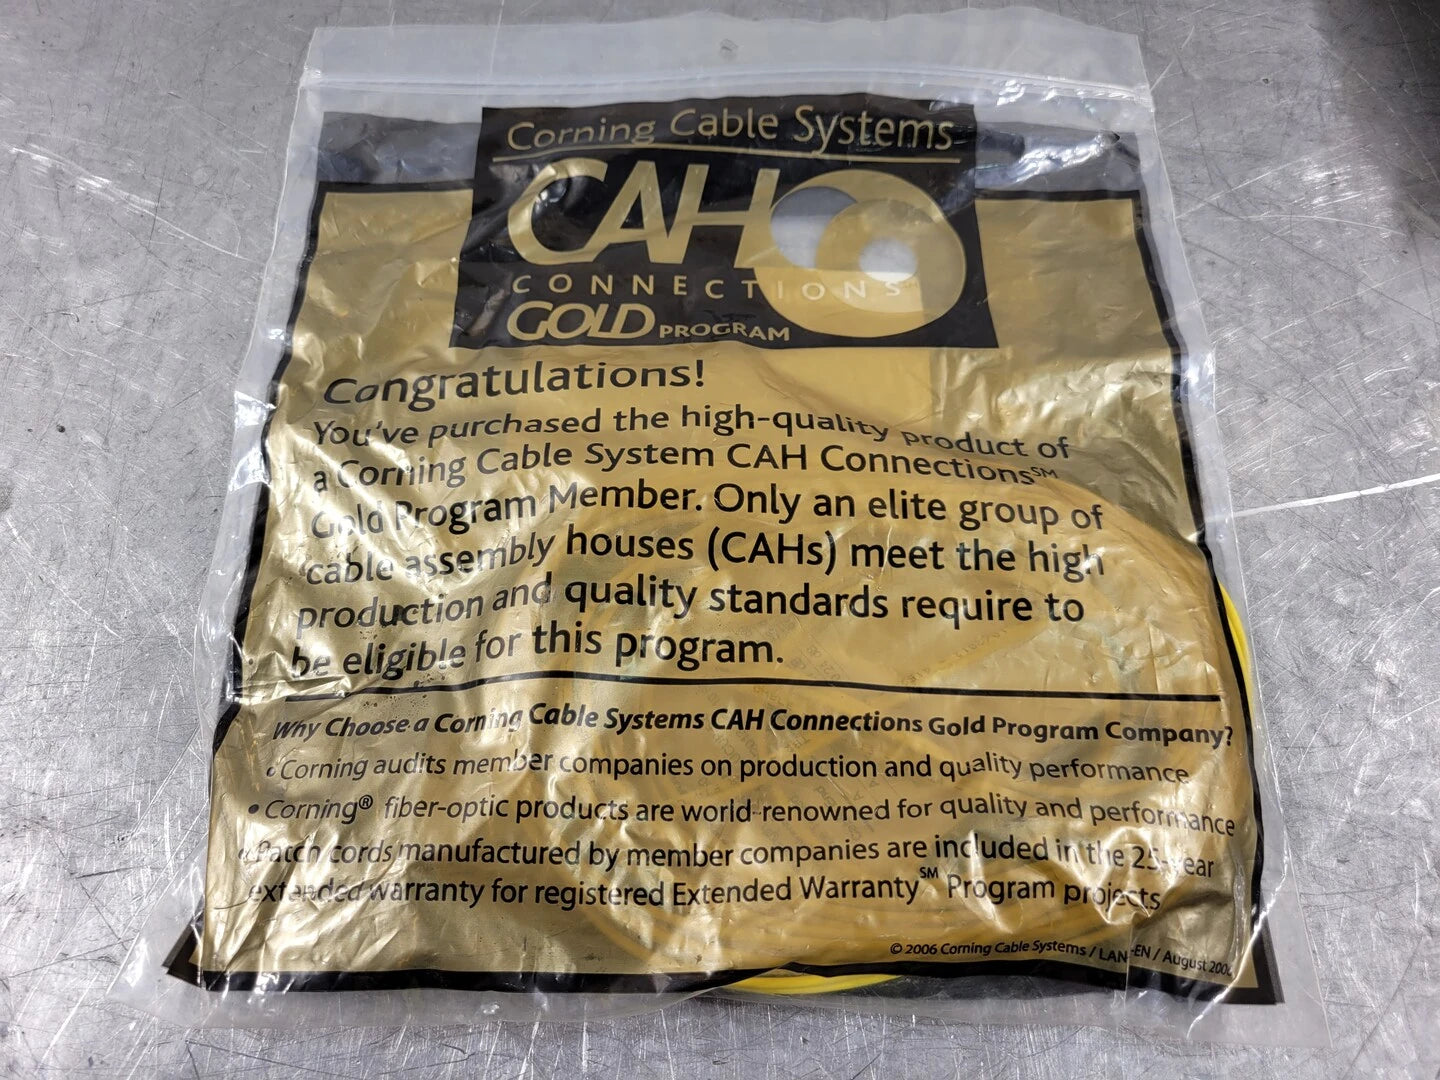 Corning Cable Systems
CAH
CONNECTIONS
GOLD PROGRAM
Congratulations!
You've purchased the high-quality product of
a Corning Cable System CAH Connections℠
Gold Program Member. Only an elite group of
cable assembly houses (CAHs) meet the high
production and quality standards require to
be eligible for this program.
Why Choose a Corning Cable Systems CAH Connections Gold Program Company?
• Corning audits member companies on production and quality performance
• Corning® fiber-optic products are world-renowned for quality and performance
• Patch cords manufactured by member companies are included in the 25-year
extended warranty for registered Extended Warranty℠ Program projects
© 2006 Corning Cable Systems / LAN-EN / August 2006